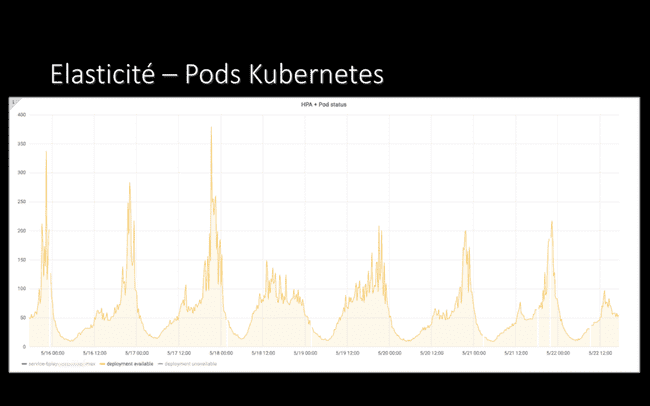 Elasticité – Pods Kubernetes
i
HPA + Pod status
400
350
300
250
200
150
100
50
0
5/16 00:00 5/16 12:00 5/17 00:00 5/17 12:00 5/18 00:00 5/18 12:00 5/19 00:00 5/19 12:00 5/20 00:00 5/20 12:00 5/21 00:00 5/21 12:00 5/22 00:00 5/22 12:00
deployment available deployment unavailable